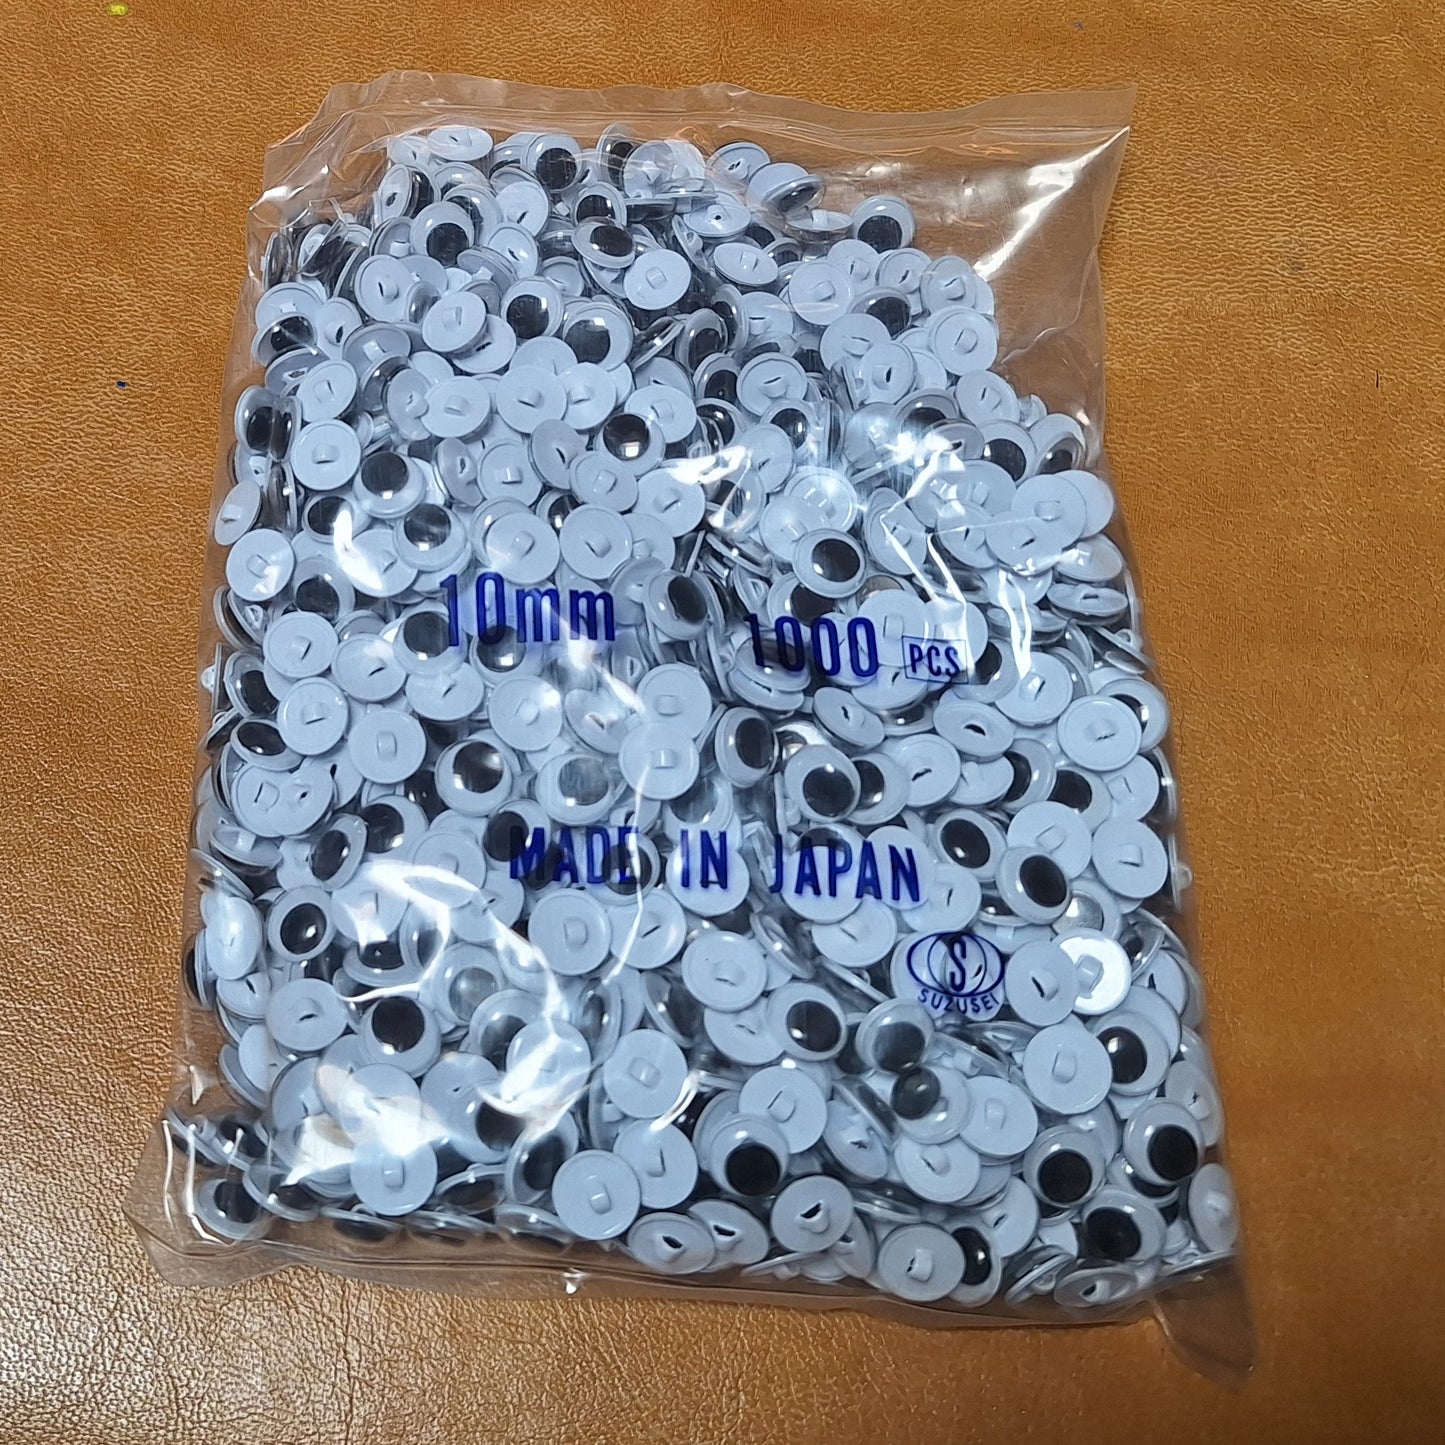 10mm 1000 PCS
MADE IN JAPAN
S
SUZUSEI